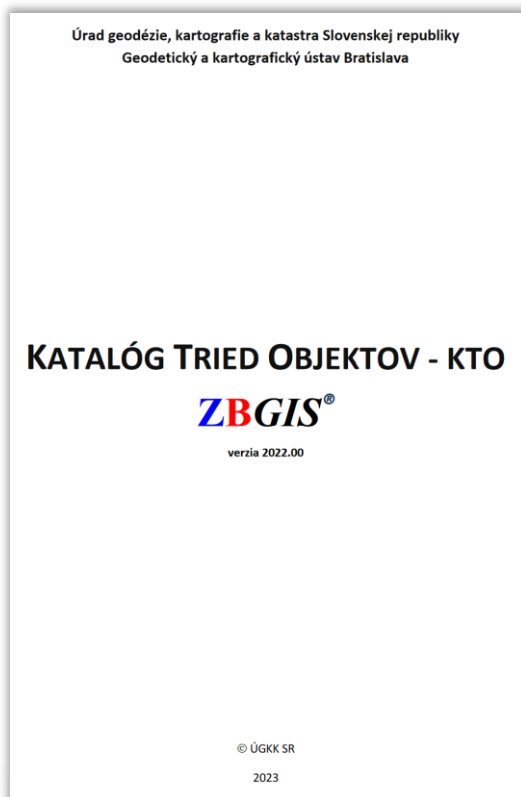 Úrad geodézie, kartografie a katastra Slovenskej republiky
Geodetický a kartografický ústav Bratislava
KATALÓG TRIED OBJEKTOV - KTO
ZBGIS®
verzia 2022.00
© ÚGKK SR
2023